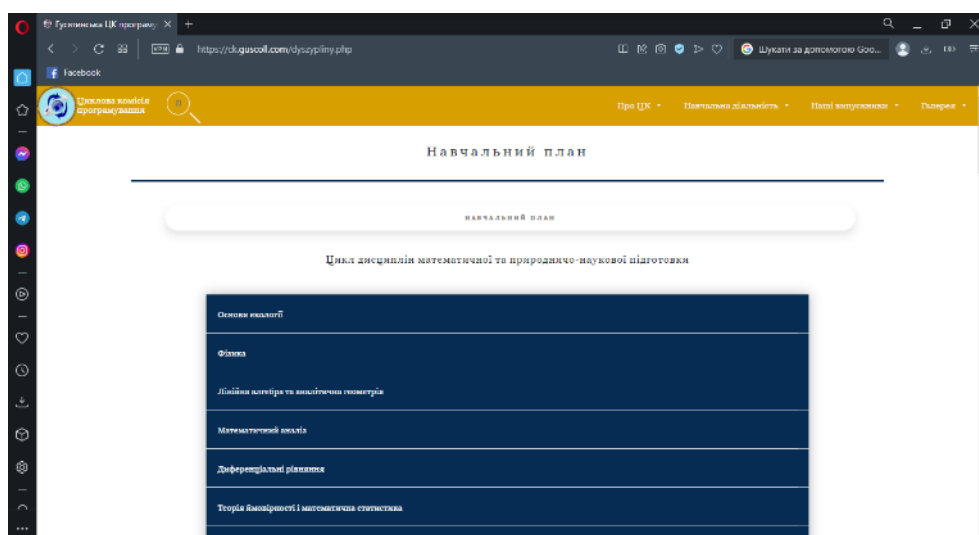 Гусятинська ЦК програму
https://ck.guscoll.com/dyszypliny.php
VPN
Шукати за допомогою Goo...
Facebook
Циклова комісія
програмування
Про ЦК
Навчальна діяльність
Наші випускники
Галерея
Навчальний план
НАВЧАЛЬНИЙ ПЛАН
Цикл дисциплін математичної та природничо-наукової підготовки
Основи екології
Фізика
Лінійна алгебра та аналітична геометрія
Математичний аналіз
Диференціальні рівняння
Теорія ймовірності і математична статистика